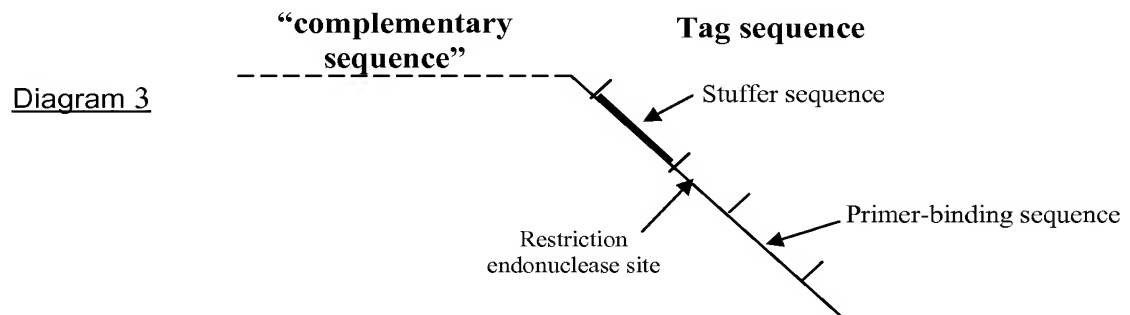 “complementary
sequence”
Tag sequence
Diagram 3
Stuffer sequence
Primer-binding sequence
Restriction
endonuclease site